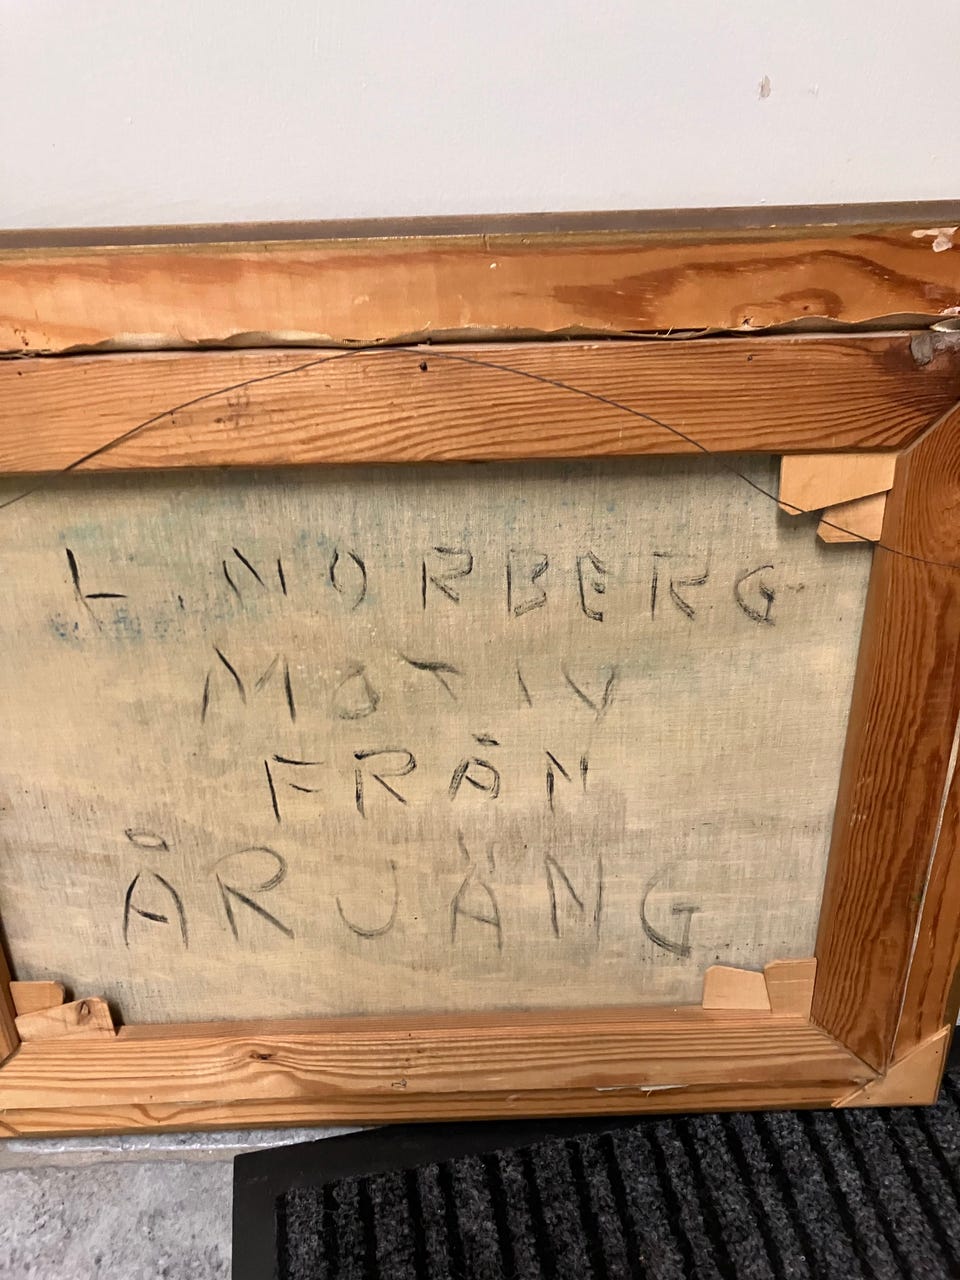 L. NORBERG
MOTIV
FRÅN
ÅRJÄNG